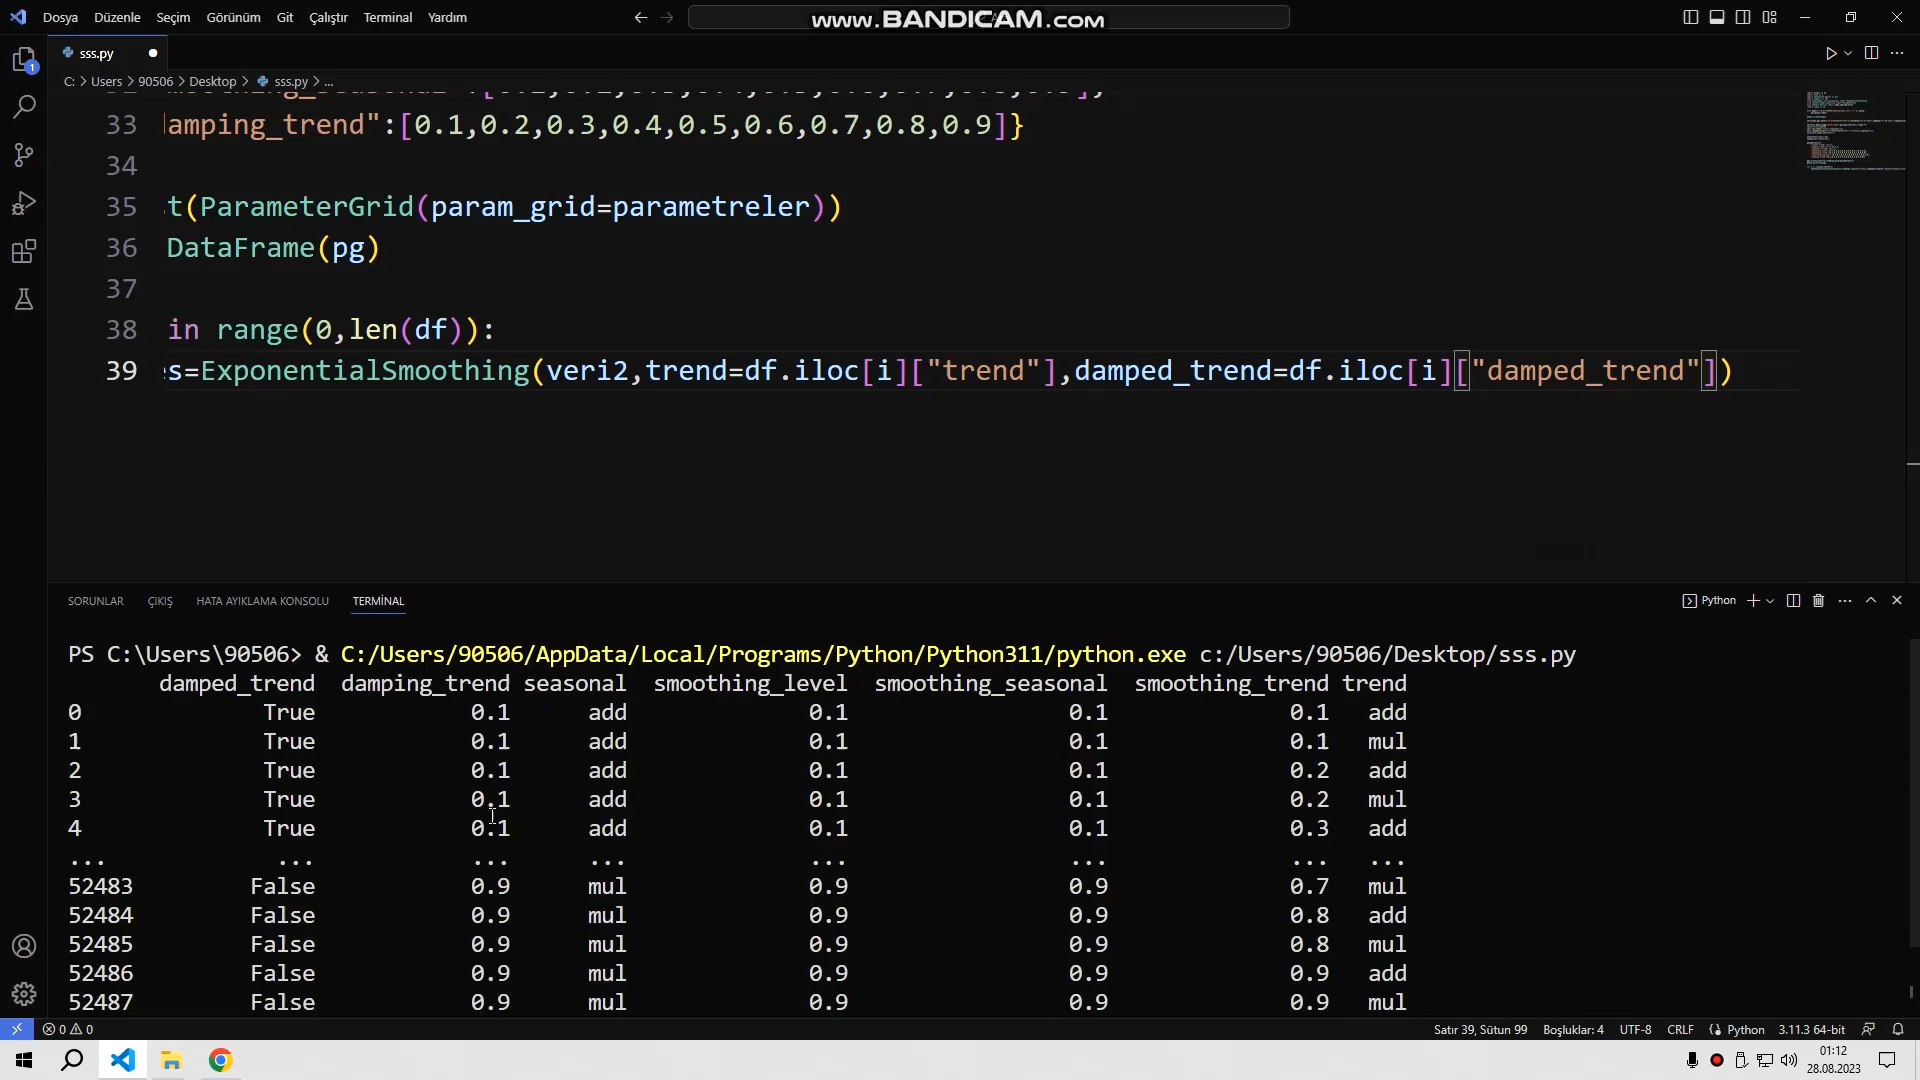 Dosya Düzenle Seçim Görünüm Git Çalıştır Terminal Yardım
www.BANDICAM.com
sss.py
C: > Users > 90506 > Desktop > sss.py > ...
33 lamping_trend":[0.1,0.2,0.3,0.4,0.5,0.6,0.7,0.8,0.9]}
34
35 t(ParameterGrid(param_grid=parametreler))
36 DataFrame(pg)
37
38 in range(0,len(df)):
39 s=ExponentialSmoothing(veri2,trend=df.iloc[i]["trend"],damped_trend=df.iloc[i]["damped_trend"])
SORUNLAR ÇIKIŞ HATA AYIKLAMA KONSOLU TERMİNAL
Python
PS C:\Users\90506> & C:/Users/90506/AppData/Local/Programs/Python/Python311/python.exe c:/Users/90506/Desktop/sss.py
damped_trend damping_trend seasonal smoothing_level smoothing_seasonal smoothing_trend trend
0 True 0.1 add 0.1 0.1 0.1 add
1 True 0.1 add 0.1 0.1 0.1 mul
2 True 0.1 add 0.1 0.1 0.2 add
3 True 0.1 add 0.1 0.1 0.2 mul
4 True 0.1 add 0.1 0.1 0.3 add
... ... ... ... ... ... ... ...
52483 False 0.9 mul 0.9 0.9 0.7 mul
52484 False 0.9 mul 0.9 0.9 0.8 add
52485 False 0.9 mul 0.9 0.9 0.8 mul
52486 False 0.9 mul 0.9 0.9 0.9 add
52487 False 0.9 mul 0.9 0.9 0.9 mul
0 0 Satır 39, Sütun 99 Boşluklar: 4 UTF-8 CRLF Python 3.11.3 64-bit
01:12
28.08.2023